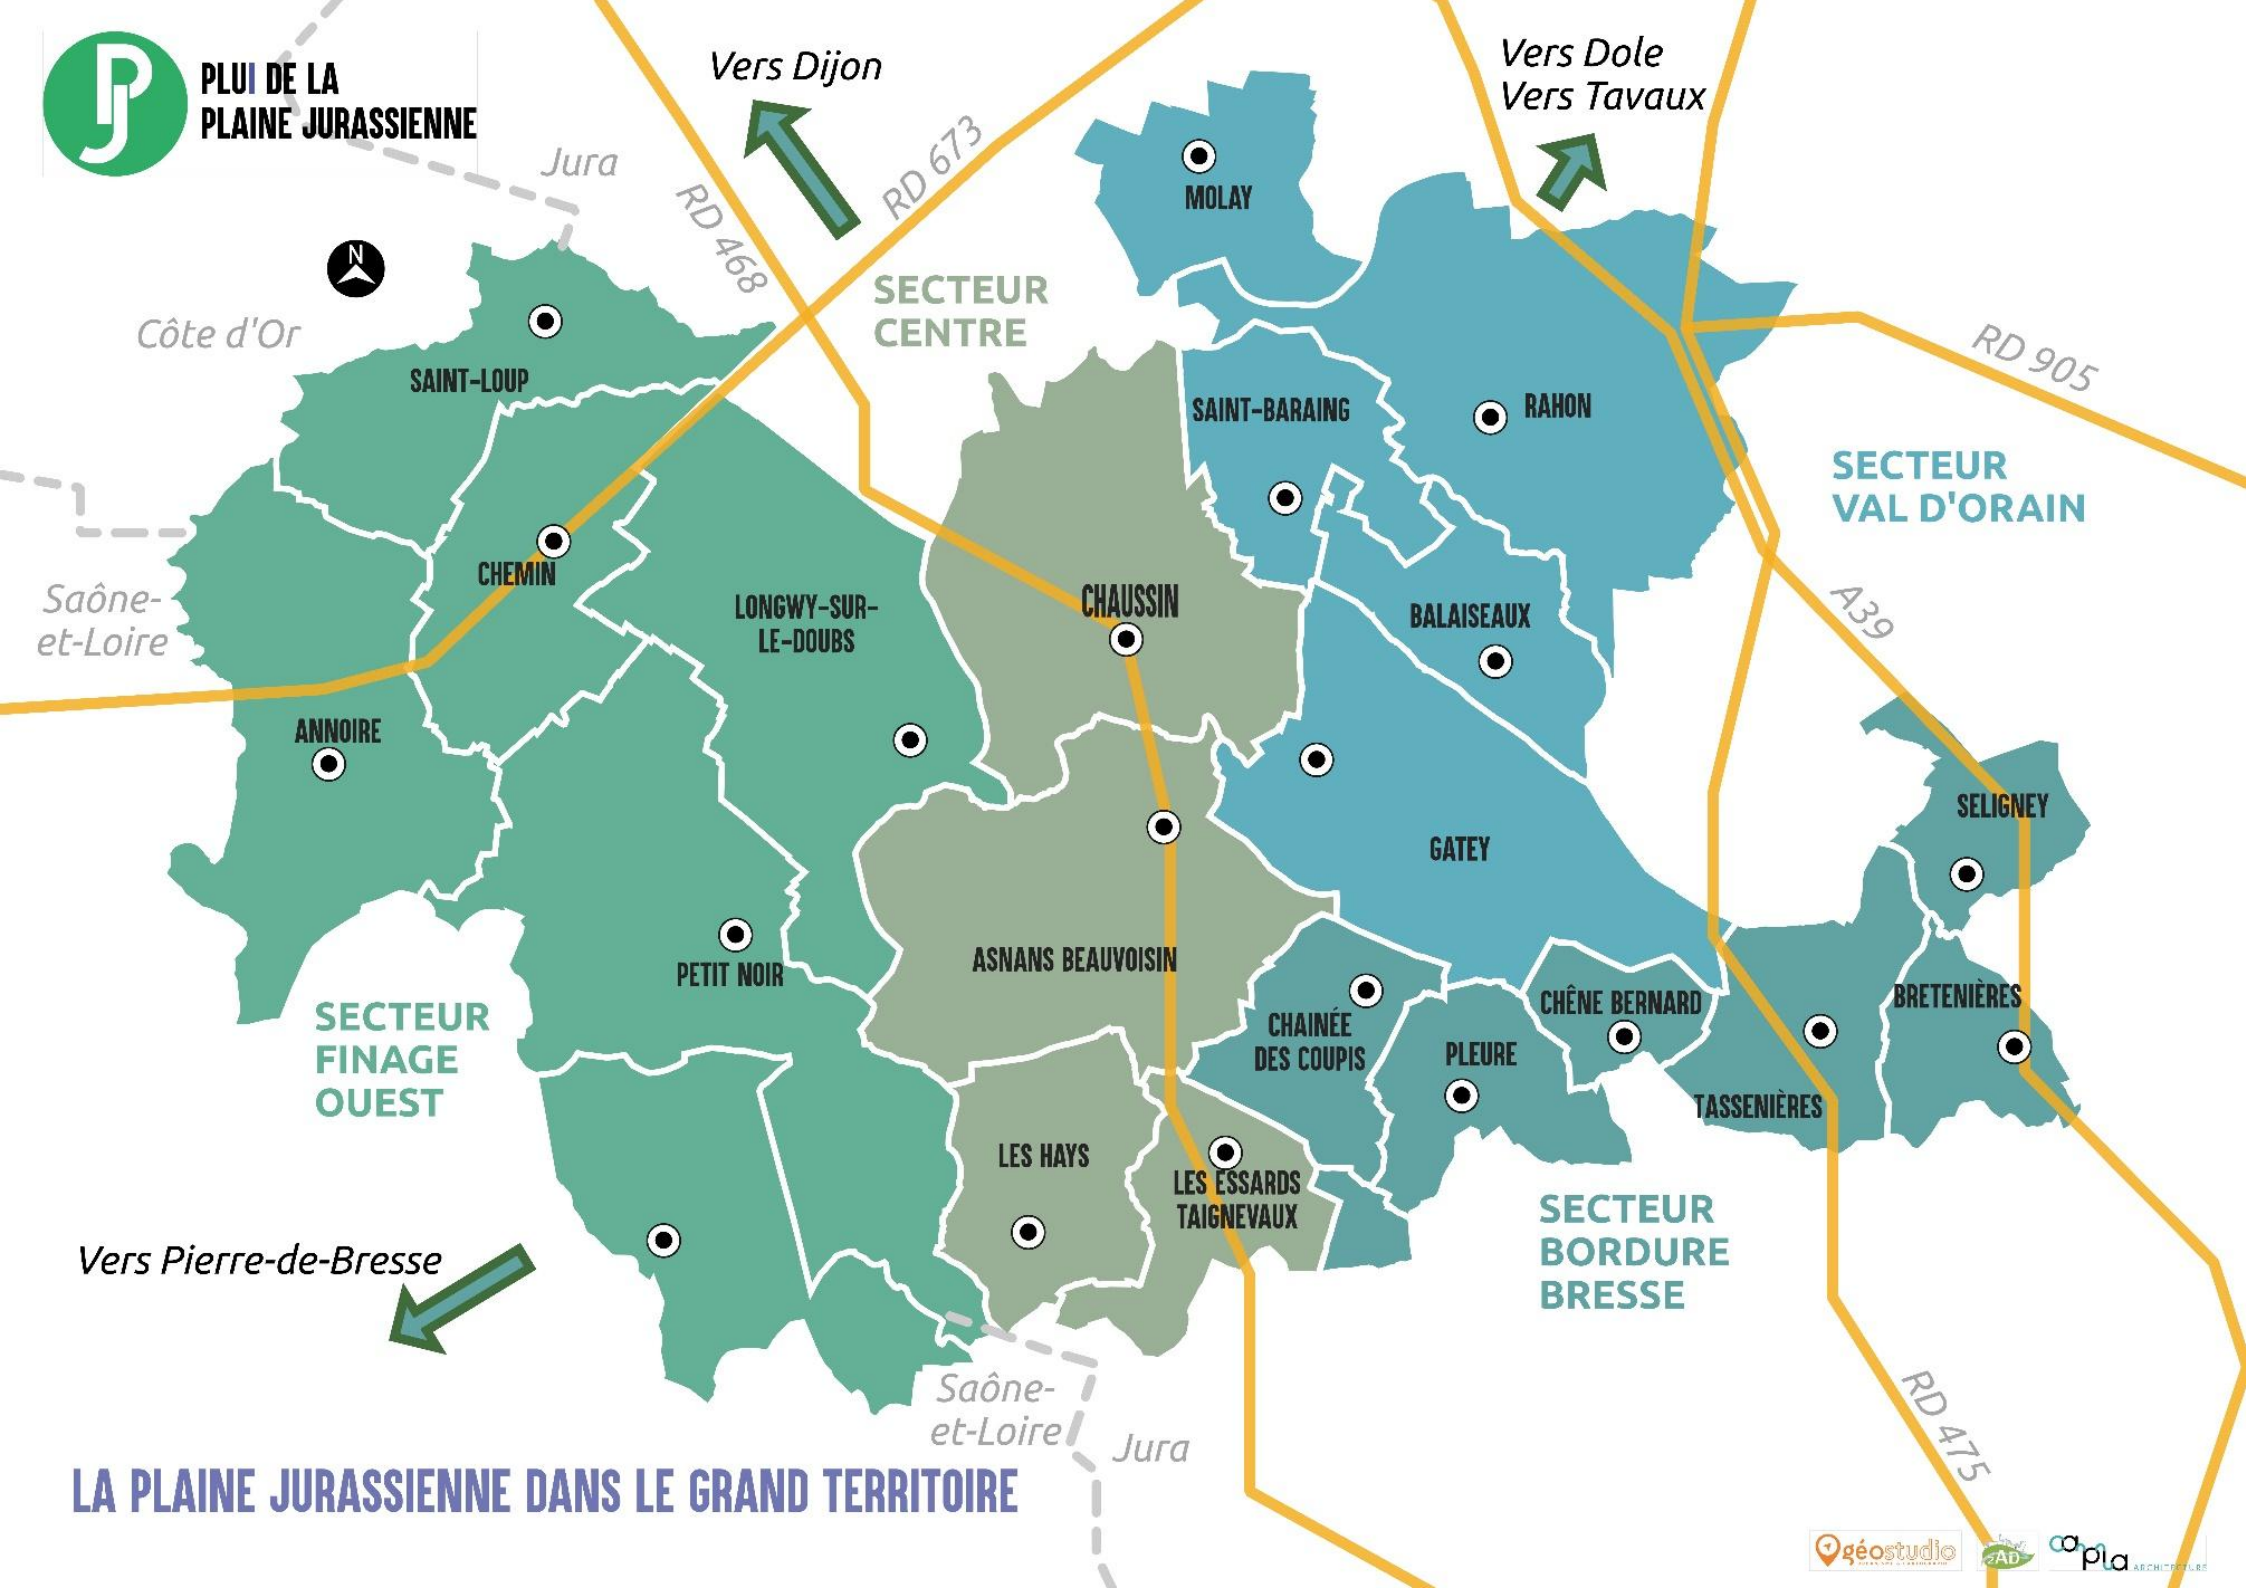 PLUI DE LA
PLAINE JURASSIENNE
Vers Dijon
Vers Dole
Vers Tavaux
Jura
RD 468
RD 673
N
MOLAY
SECTEUR
CENTRE
Côte d'Or
SAINT-LOUP
RD 905
SAINT-BARAING
RAHON
SECTEUR
VAL D'ORAIN
CHEMIN
Saône-
et-Loire
LONGWY-SUR-
LE-DOUBS
CHAUSSIN
BALAISEAUX
A39
ANNOIRE
SELIGNEY
GATEY
ASNANS BEAUVOISIN
PETIT NOIR
SECTEUR
FINAGE
OUEST
CHAINÉE
DES COUPIS
CHÊNE BERNARD
BRETENIÈRES
PLEURE
TASSENIÈRES
LES HAYS
LES ESSARDS
TAIGNEVAUX
SECTEUR
BORDURE
BRESSE
Vers Pierre-de-Bresse
Saône-
et-Loire
Jura
RD 475
LA PLAINE JURASSIENNE DANS LE GRAND TERRITOIRE
géostudio
ARCHITECTURE